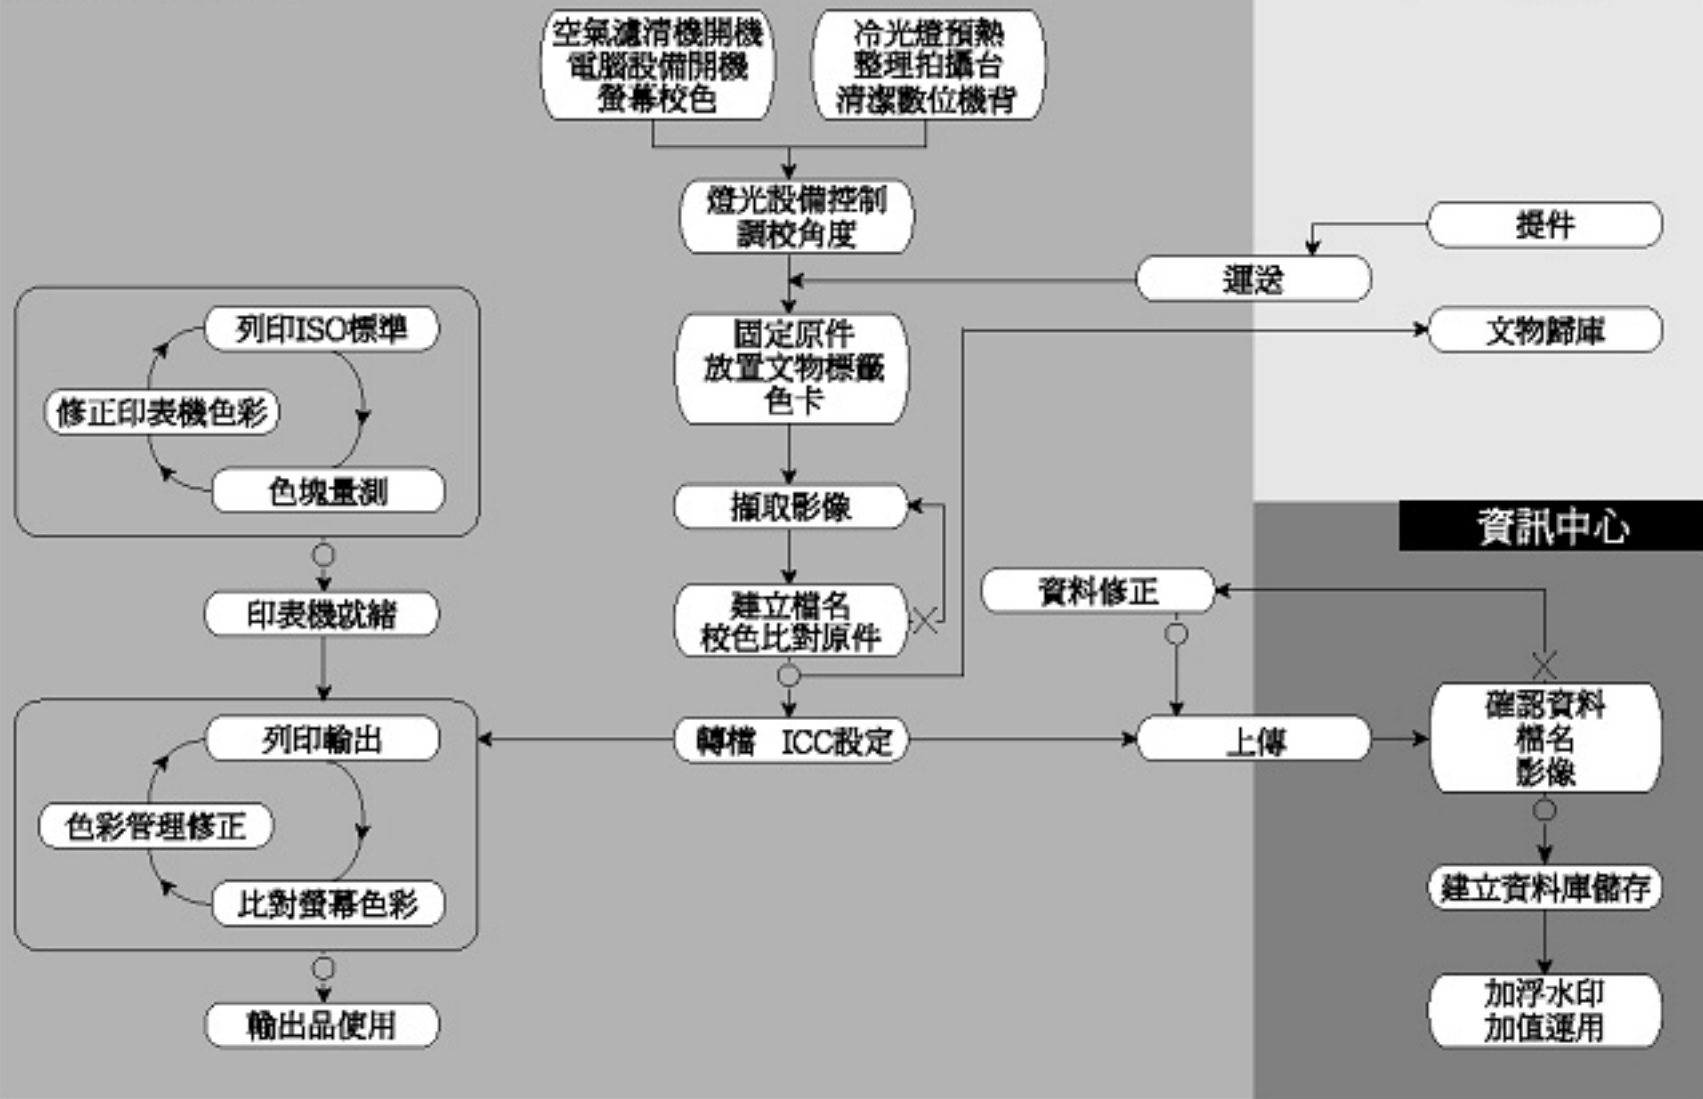 空氣濾清機開機
電腦設備開機
螢幕校色
冷光燈預熱
整理拍攝台
清潔數位機背
燈光設備控制
調校角度
提件
運送
文物歸庫
固定原件
放置文物標籤
色卡
列印ISO標準
修正印表機色彩
色塊量測
擷取影像
資訊中心
建立檔名
校色比對原件
資料修正
印表機就緒
確認資料
檔名
影像
列印輸出
轉檔 ICC設定
上傳
色彩管理修正
比對螢幕色彩
建立資料庫儲存
輸出品使用
加浮水印
加值運用